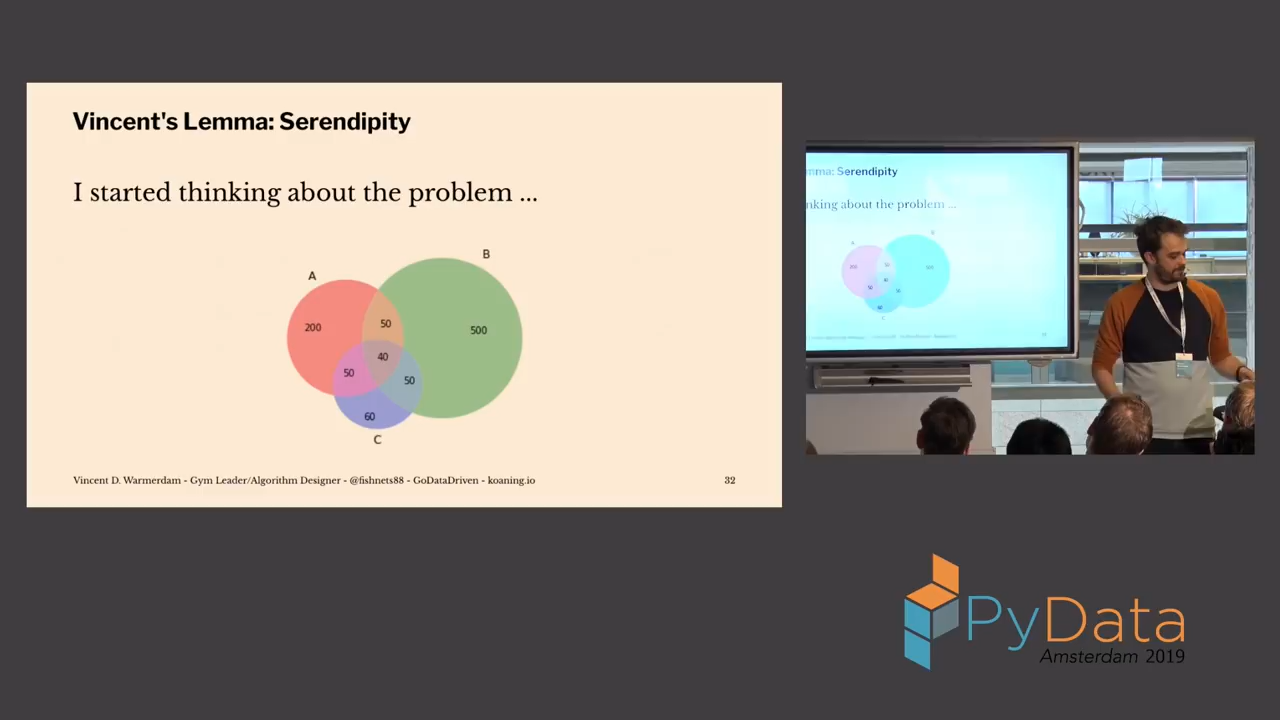 Vincent's Lemma: Serendipity
I started thinking about the problem ...
A
B
200
50
500
40
50
50
60
C
Vincent D. Warmerdam - Gym Leader/Algorithm Designer - @fishnets88 - GoDataDriven - koaning.io
32
mma: Serendipity
nking about the problem ...
PyData
Amsterdam 2019